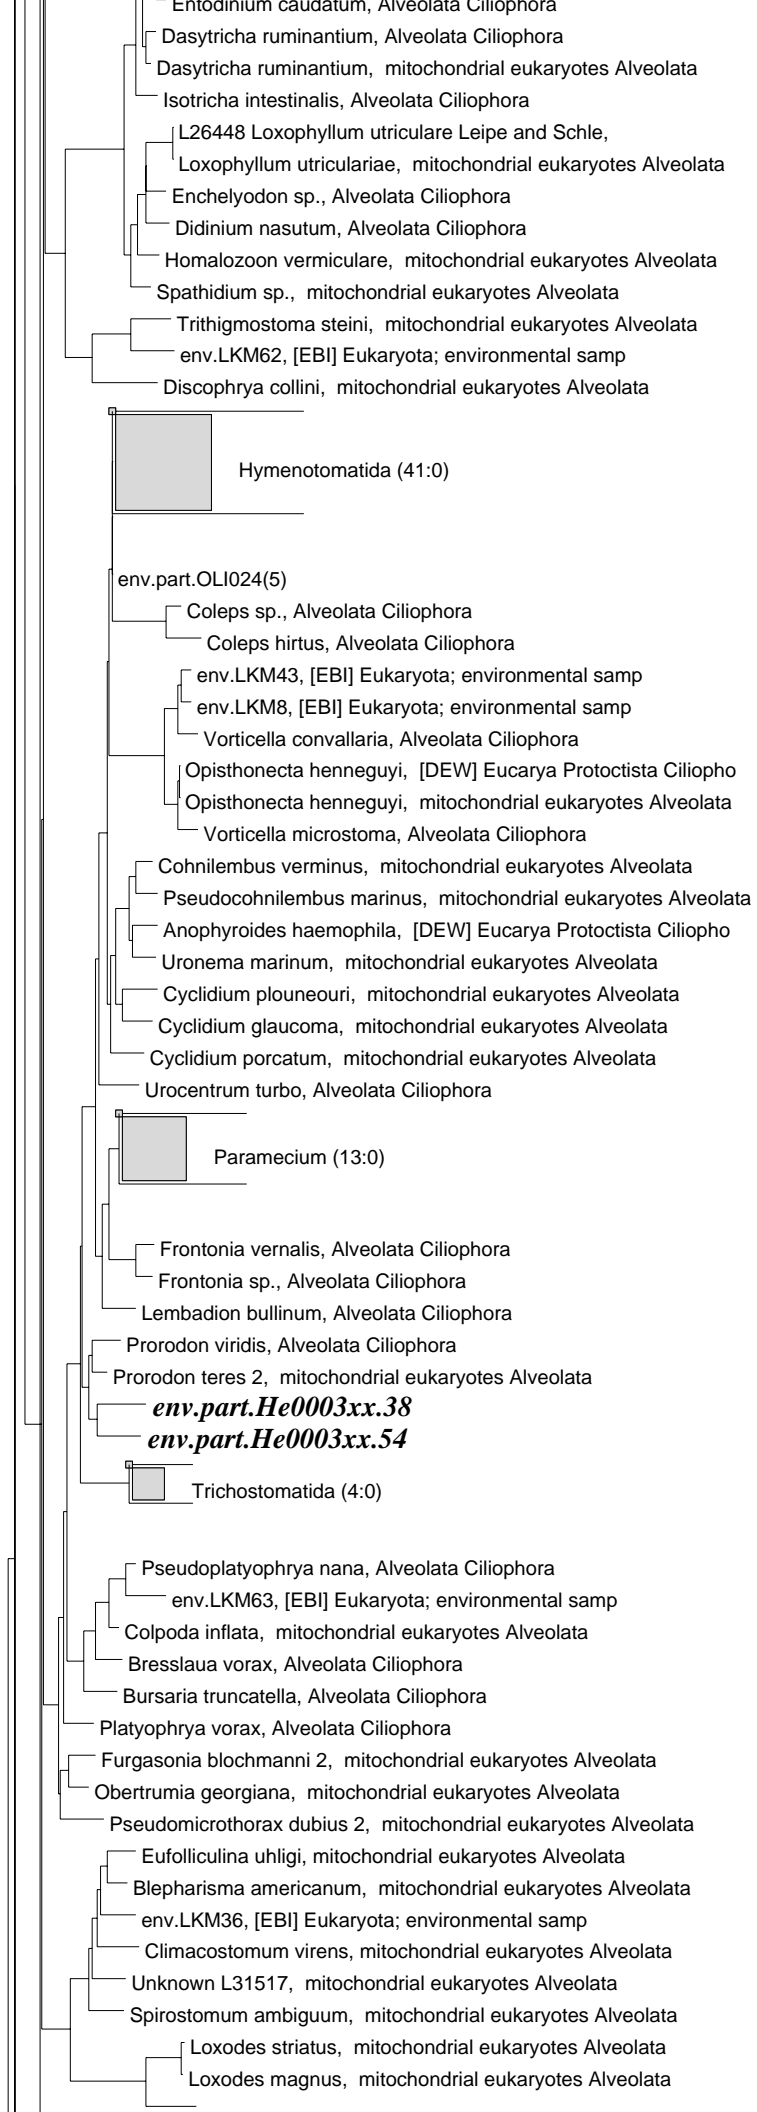 Entodinium caudatum, Alveolata Ciliophora
Dasytricha ruminantium, Alveolata Ciliophora
Dasytricha ruminantium, mitochondrial eukaryotes Alveolata
Isotricha intestinalis, Alveolata Ciliophora
L26448 Loxophyllum utriculare Leipe and Schle,
Loxophyllum utriculariae, mitochondrial eukaryotes Alveolata
Enchelyodon sp., Alveolata Ciliophora
Didinium nasutum, Alveolata Ciliophora
Homalozoon vermiculare, mitochondrial eukaryotes Alveolata
Spathidium sp., mitochondrial eukaryotes Alveolata
Trithigmostoma steini, mitochondrial eukaryotes Alveolata
env.LKM62, [EBI] Eukaryota; environmental samp
Discophrya collini, mitochondrial eukaryotes Alveolata
Hymenotomatida (41:0)
env.part.OLI024(5)
Coleps sp., Alveolata Ciliophora
Coleps hirtus, Alveolata Ciliophora
env.LKM43, [EBI] Eukaryota; environmental samp
env.LKM8, [EBI] Eukaryota; environmental samp
Vorticella convallaria, Alveolata Ciliophora
Opisthonecta henneguyi, [DEW] Eucarya Protoctista Ciliopho
Opisthonecta henneguyi, mitochondrial eukaryotes Alveolata
Vorticella microstoma, Alveolata Ciliophora
Cohnilembus verminus, mitochondrial eukaryotes Alveolata
Pseudocohnilembus marinus, mitochondrial eukaryotes Alveolata
Anophyroides haemophila, [DEW] Eucarya Protoctista Ciliopho
Uronema marinum, mitochondrial eukaryotes Alveolata
Cyclidium plouneouri, mitochondrial eukaryotes Alveolata
Cyclidium glaucoma, mitochondrial eukaryotes Alveolata
Cyclidium porcatum, mitochondrial eukaryotes Alveolata
Urocentrum turbo, Alveolata Ciliophora
Paramecium (13:0)
Frontonia vernalis, Alveolata Ciliophora
Frontonia sp., Alveolata Ciliophora
Lembadion bullinum, Alveolata Ciliophora
Prorodon viridis, Alveolata Ciliophora
Prorodon teres 2, mitochondrial eukaryotes Alveolata
env.part.He0003xx.38
env.part.He0003xx.54
Trichostomatida (4:0)
Pseudoplatyophrya nana, Alveolata Ciliophora
env.LKM63, [EBI] Eukaryota; environmental samp
Colpoda inflata, mitochondrial eukaryotes Alveolata
Bresslaua vorax, Alveolata Ciliophora
Bursaria truncatella, Alveolata Ciliophora
Platyophrya vorax, Alveolata Ciliophora
Furgasonia blochmanni 2, mitochondrial eukaryotes Alveolata
Obertrumia georgiana, mitochondrial eukaryotes Alveolata
Pseudomicrothorax dubius 2, mitochondrial eukaryotes Alveolata
Eufolliculina uhligi, mitochondrial eukaryotes Alveolata
Blepharisma americanum, mitochondrial eukaryotes Alveolata
env.LKM36, [EBI] Eukaryota; environmental samp
Climacostomum virens, mitochondrial eukaryotes Alveolata
Unknown L31517, mitochondrial eukaryotes Alveolata
Spirostomum ambiguum, mitochondrial eukaryotes Alveolata
Loxodes striatus, mitochondrial eukaryotes Alveolata
Loxodes magnus, mitochondrial eukaryotes Alveolata